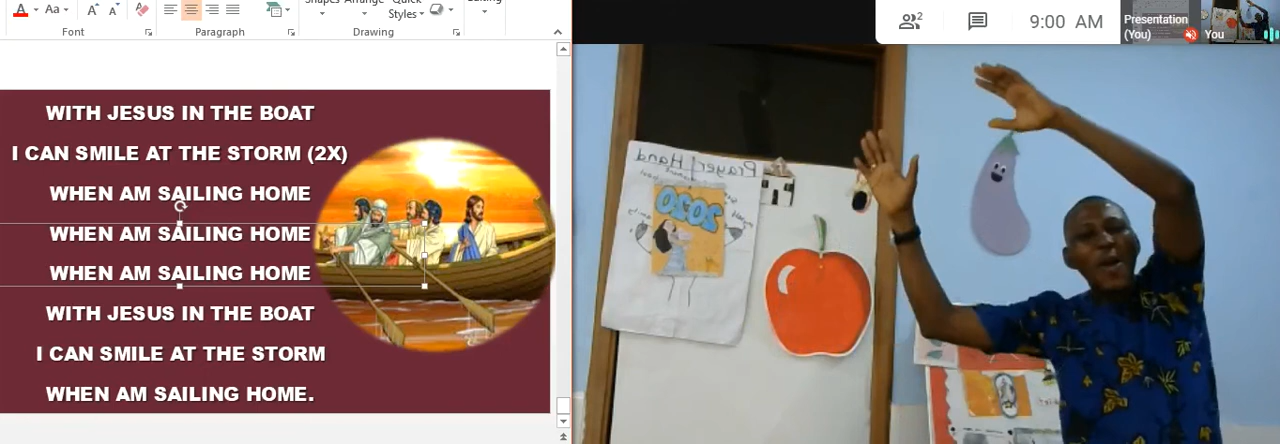 Shapes Arrange Quick
Styles
Editing
A Aa A A
Font
Paragraph
Drawing
WITH JESUS IN THE BOAT
I CAN SMILE AT THE STORM (2X)
WHEN AM SAILING HOME
WHEN AM SAILING HOME
WHEN AM SAILING HOME
WITH JESUS IN THE BOAT
I CAN SMILE AT THE STORM
WHEN AM SAILING HOME.
2
9:00 AM
Presentation
(You)
You
Prayer Hand
2020